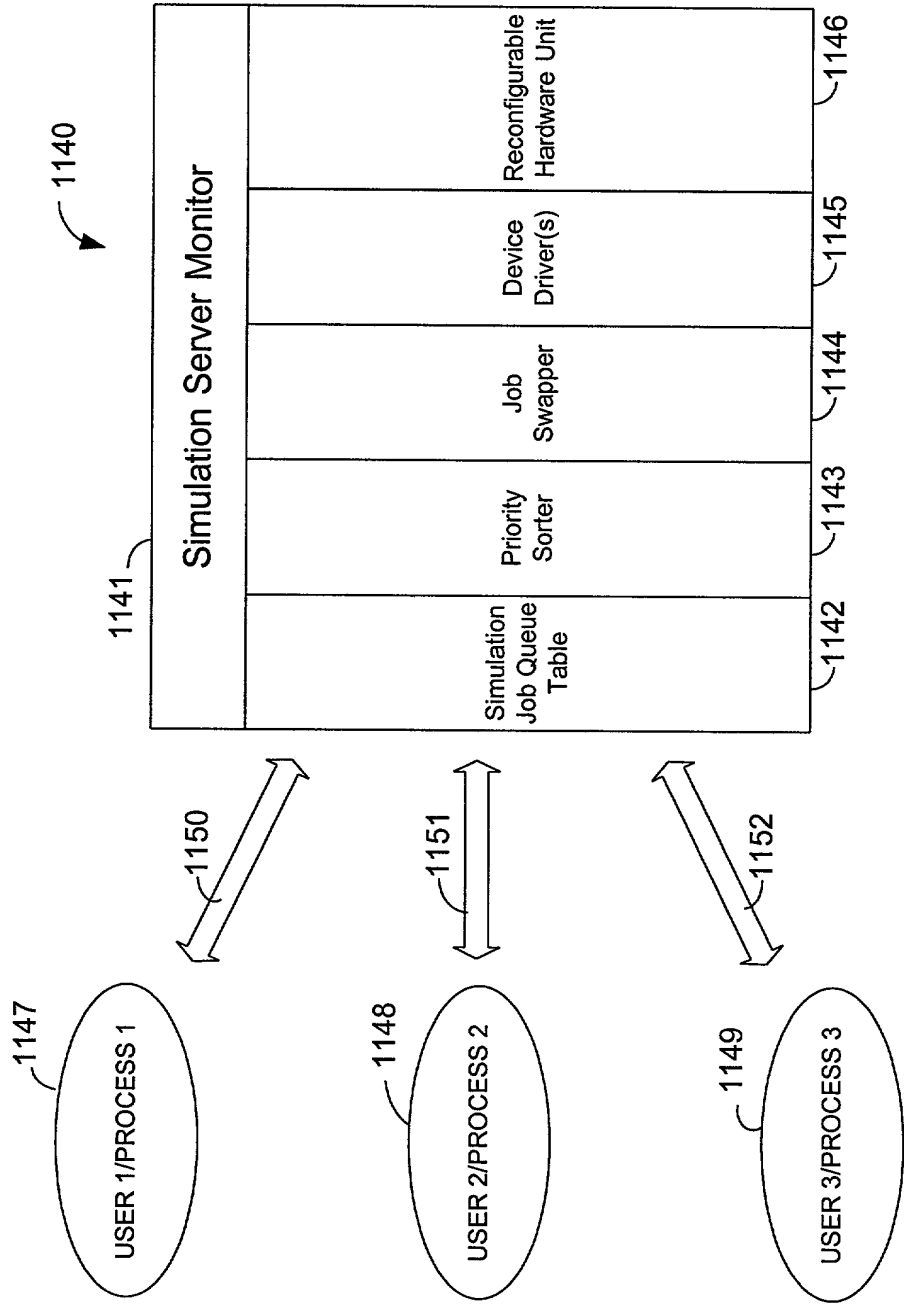 1140
1141
Simulation Server Monitor
Simulation
Job Queue
Table
Priority
Sorter
Job
Swapper
Device
Driver(s)
Reconfigurable
Hardware Unit
1142
1143
1144
1145
1146
1147
USER 1/PROCESS 1
1150
1148
USER 2/PROCESS 2
1151
1149
USER 3/PROCESS 3
1152